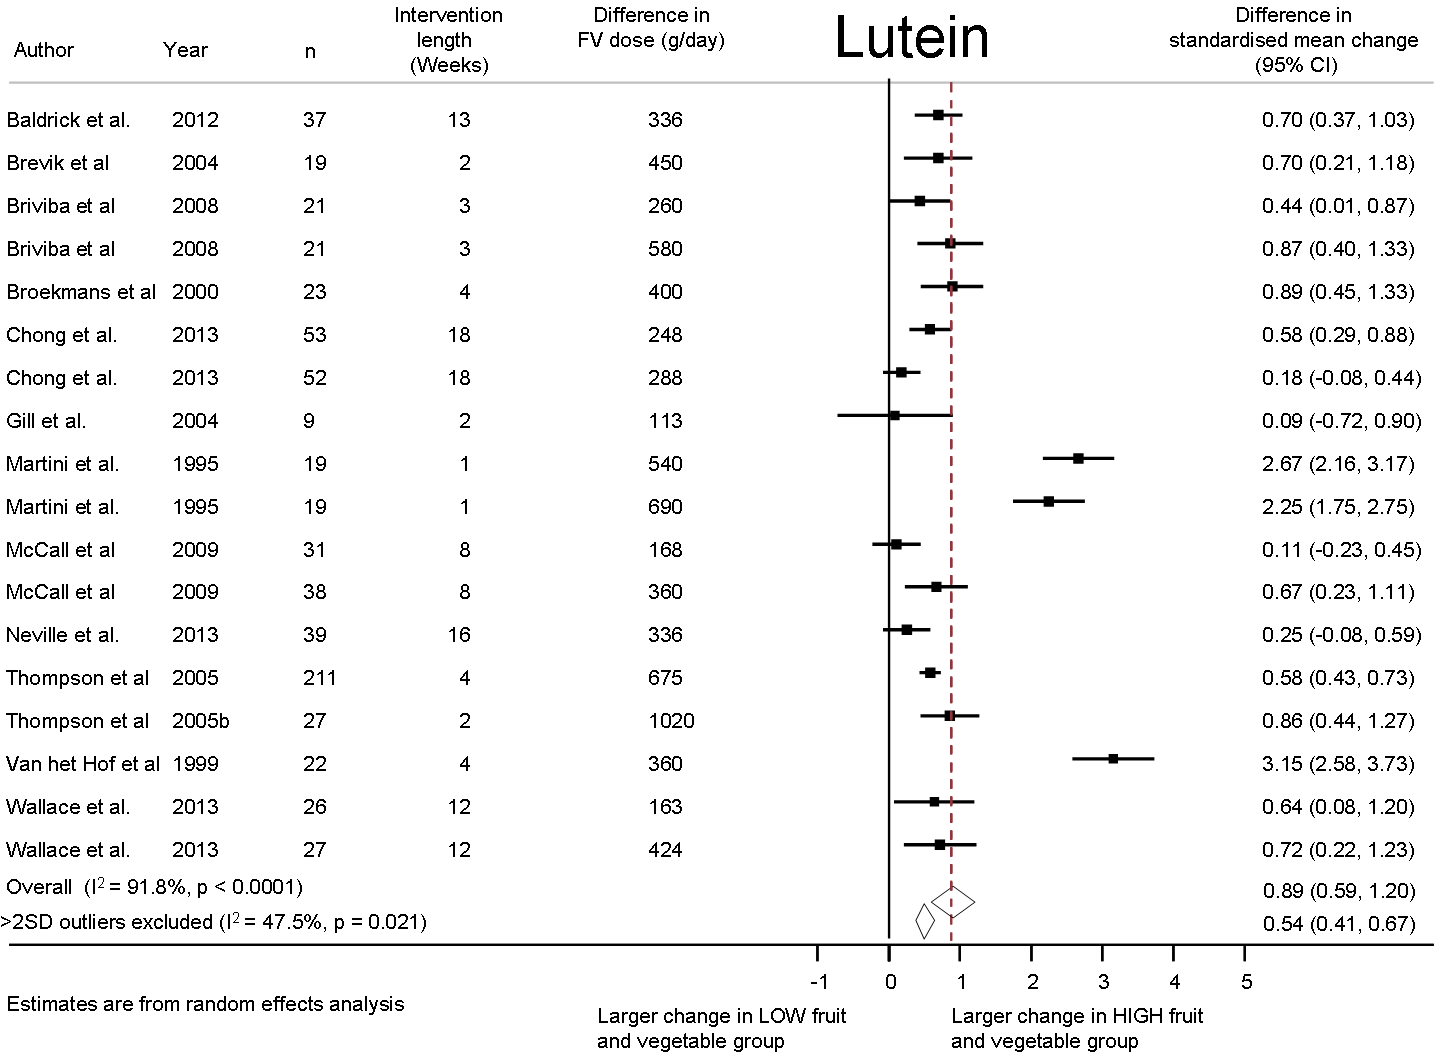 Lutein
Author Year n Intervention length (Weeks) Difference in FV dose (g/day) Difference in standardised mean change (95% CI)
Baldrick et al. 2012 37 13 336 0.70 (0.37, 1.03)
Brevik et al 2004 19 2 450 0.70 (0.21, 1.18)
Briviba et al 2008 21 3 260 0.44 (0.01, 0.87)
Briviba et al 2008 21 3 580 0.87 (0.40, 1.33)
Broekmans et al 2000 23 4 400 0.89 (0.45, 1.33)
Chong et al. 2013 53 18 248 0.58 (0.29, 0.88)
Chong et al. 2013 52 18 288 0.18 (-0.08, 0.44)
Gill et al. 2004 9 2 113 0.09 (-0.72, 0.90)
Martini et al. 1995 19 1 540 2.67 (2.16, 3.17)
Martini et al. 1995 19 1 690 2.25 (1.75, 2.75)
McCall et al 2009 31 8 168 0.11 (-0.23, 0.45)
McCall et al 2009 38 8 360 0.67 (0.23, 1.11)
Neville et al. 2013 39 16 336 0.25 (-0.08, 0.59)
Thompson et al 2005 211 4 675 0.58 (0.43, 0.73)
Thompson et al 2005b 27 2 1020 0.86 (0.44, 1.27)
Van het Hof et al 1999 22 4 360 3.15 (2.58, 3.73)
Wallace et al. 2013 26 12 163 0.64 (0.08, 1.20)
Wallace et al. 2013 27 12 424 0.72 (0.22, 1.23)
Overall (I² = 91.8%, p < 0.0001) 0.89 (0.59, 1.20)
>2SD outliers excluded (I² = 47.5%, p = 0.021) 0.54 (0.41, 0.67)
-1 0 1 2 3 4 5
Estimates are from random effects analysis
Larger change in LOW fruit
and vegetable group
Larger change in HIGH fruit
and vegetable group